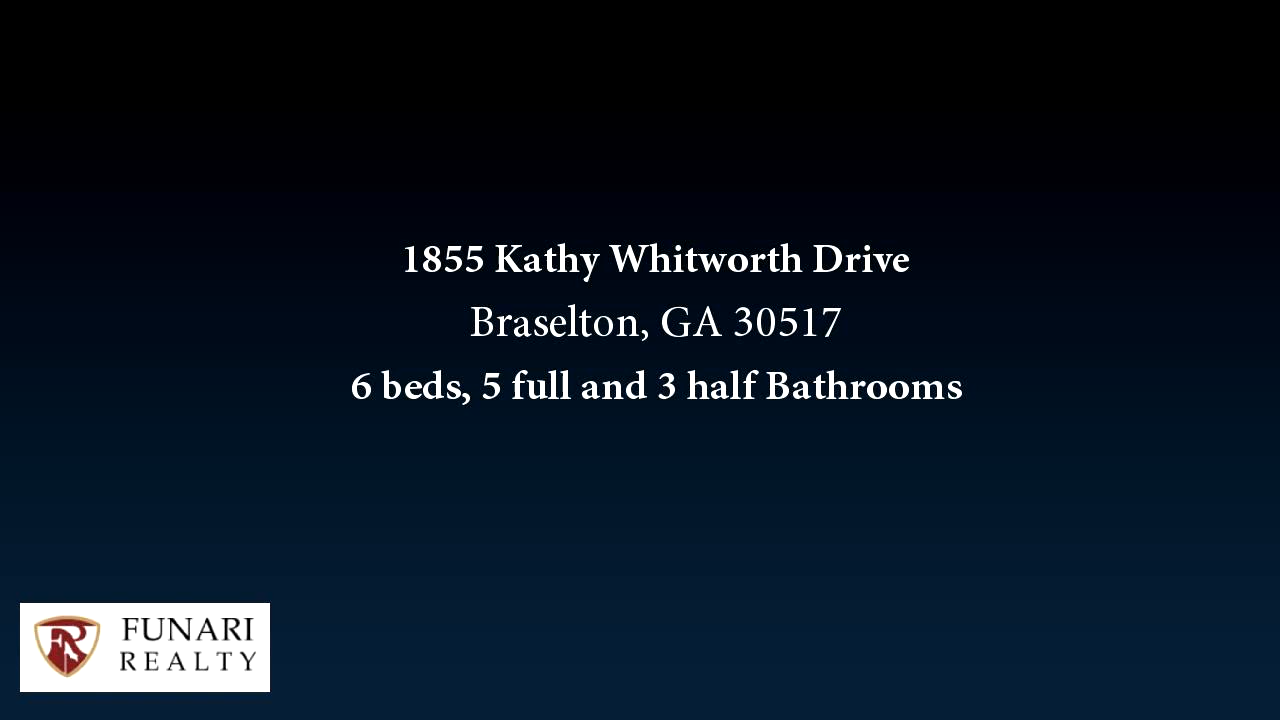 1855 Kathy Whitworth Drive
Braselton, GA 30517
6 beds, 5 full and 3 half Bathrooms
FUNARI
REALTY